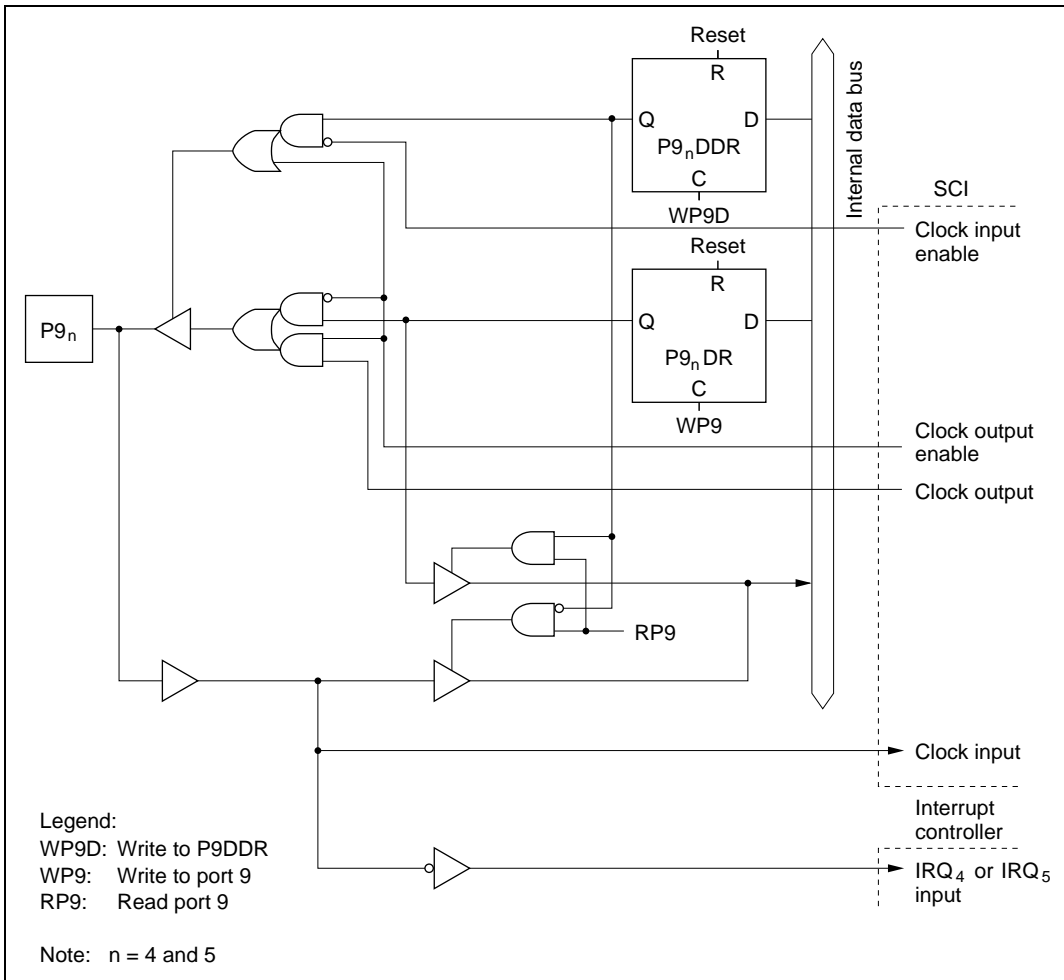 Reset
R
Q
D
P9nDDR
C
WP9D
Internal data bus
SCI
Clock input
enable
Reset
R
P9n
Q
D
P9nDR
C
WP9
Clock output
enable
Clock output
RP9
Clock input
Legend:
WP9D: Write to P9DDR
WP9: Write to port 9
RP9: Read port 9
Interrupt
controller
IRQ4 or IRQ5
input
Note: n = 4 and 5